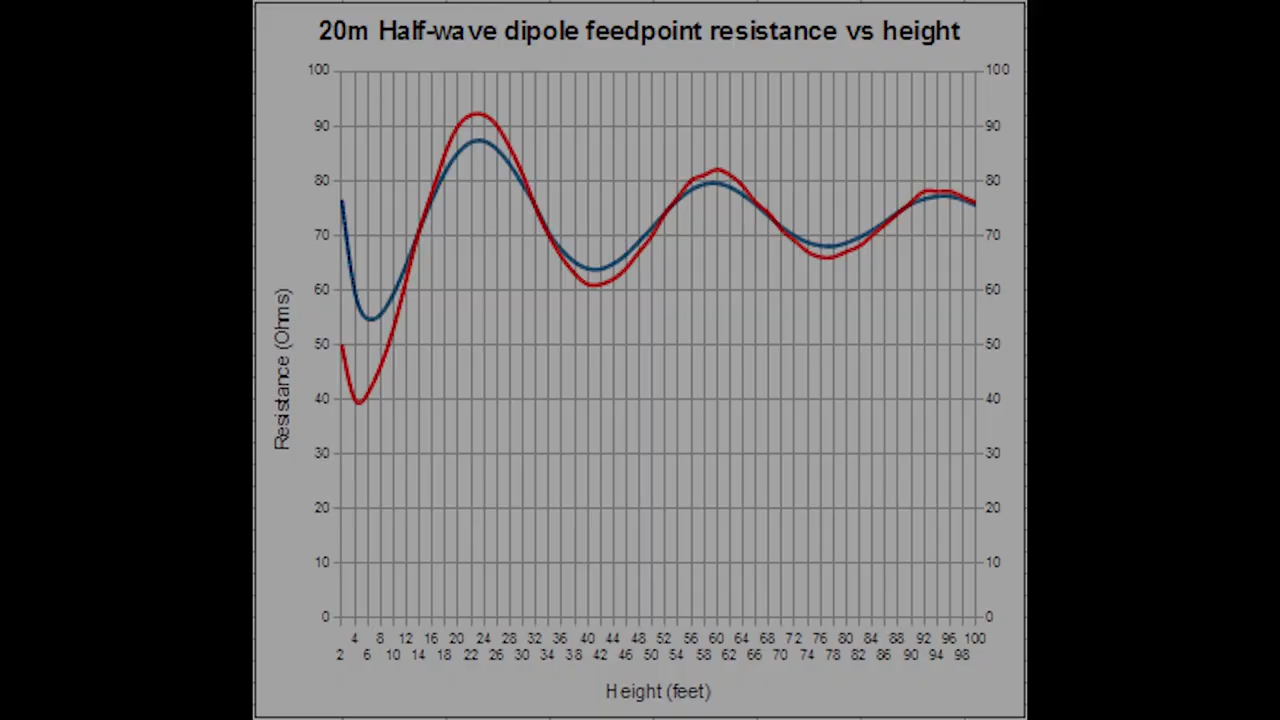 20m Half-wave dipole feedpoint resistance vs height
100 100
90 90
80 80
70 70
60 60
50 50
40 40
30 30
20 20
10 10
0 0
Resistance (Ohms)
4 8 12 16 20 24 28 32 36 40 44 48 52 56 60 64 68 72 76 80 84 88 92 96 100
2 6 10 14 18 22 26 30 34 38 42 46 50 54 58 62 66 70 74 78 82 86 90 94 98
Height (feet)